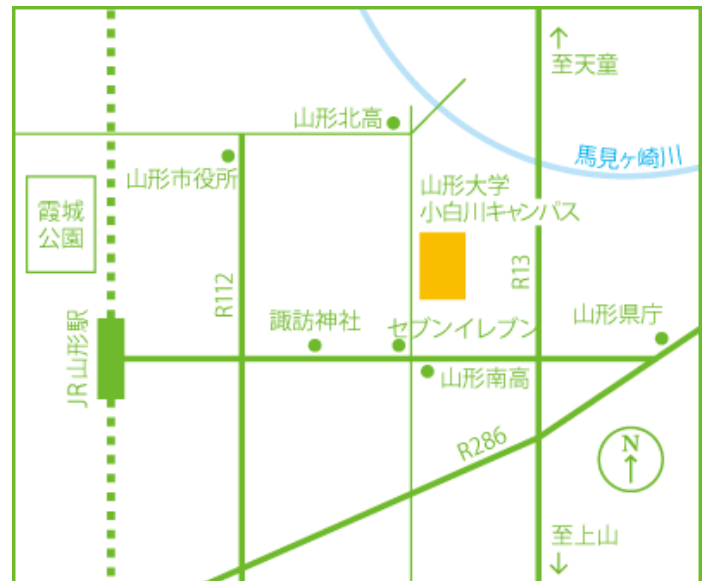 至天童
山形北高
馬見ヶ崎川
山形市役所
山形大学
小白川キャンパス
霞城
公園
R112
R13
JR山形駅
諏訪神社
セブンイレブン
山形県庁
山形南高
R286
N
至上山